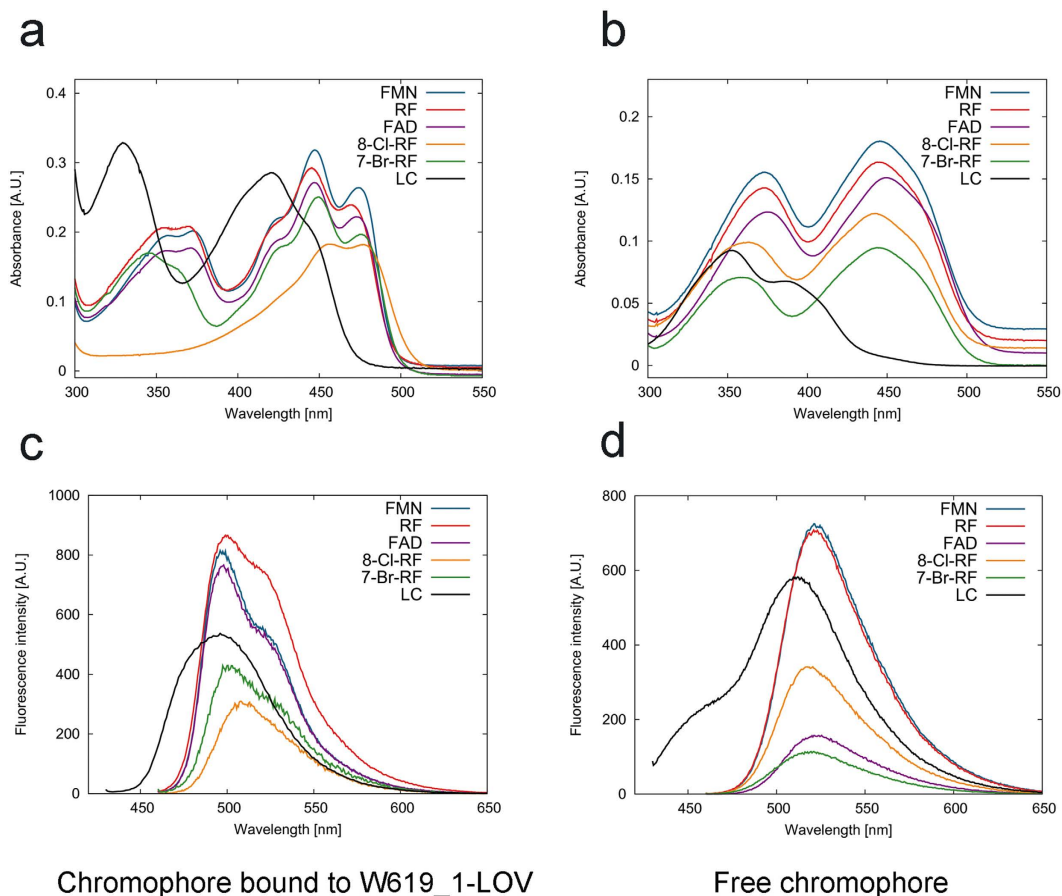 a
0.4
0.3
0.2
0.1
0
300
350
400
450
500
550
Absorbance [A.U.]
Wavelength [nm]
FMN
RF
FAD
8-Cl-RF
7-Br-RF
LC
b
0.2
0.15
0.1
0.05
0
300
350
400
450
500
550
Absorbance [A.U.]
Wavelength [nm]
FMN
RF
FAD
8-Cl-RF
7-Br-RF
LC
c
1000
800
600
400
200
0
450
500
550
600
650
Fluorescence intensity [A.U.]
Wavelength [nm]
FMN
RF
FAD
8-Cl-RF
7-Br-RF
LC
d
800
600
400
200
0
450
500
550
600
650
Fluorescence intensity [A.U.]
Wavelength [nm]
FMN
RF
FAD
8-Cl-RF
7-Br-RF
LC
Chromophore bound to W619_1-LOV
Free chromophore